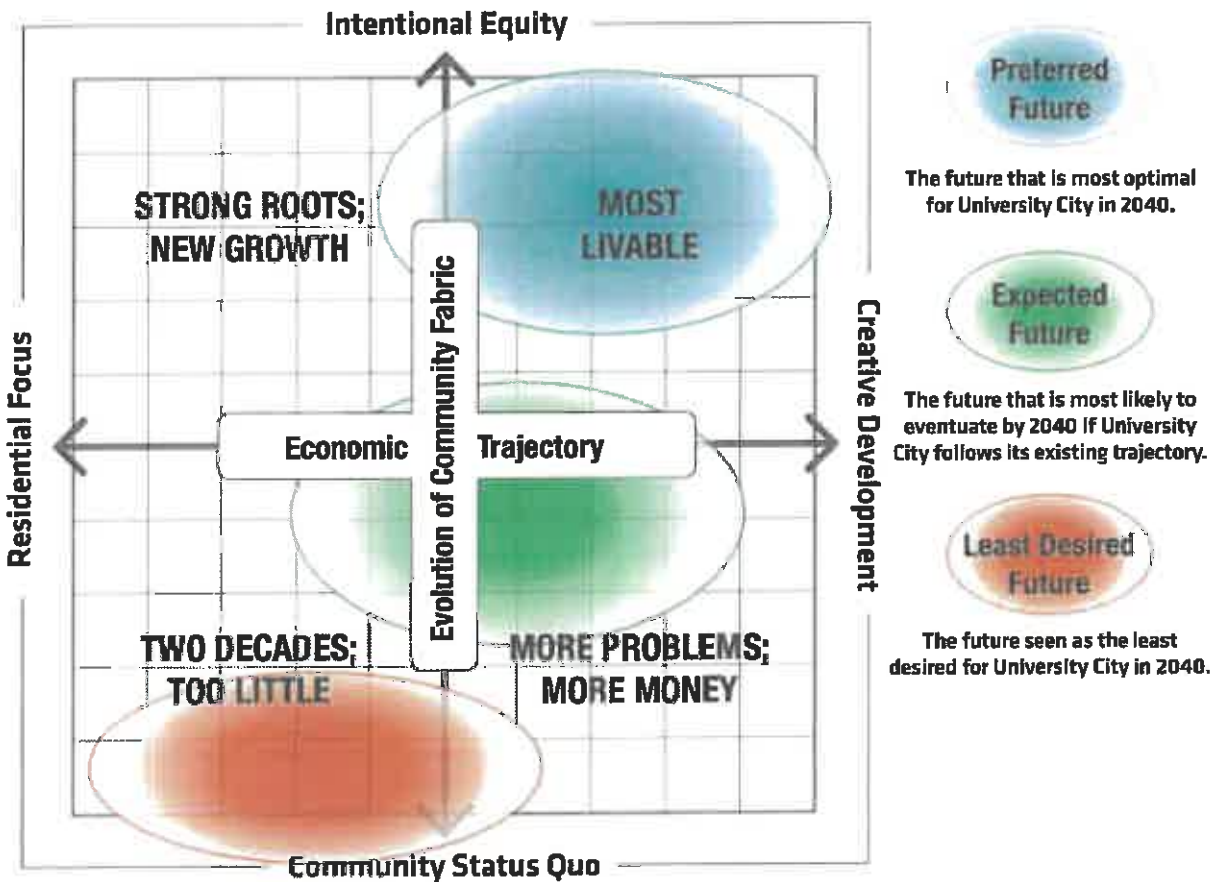 Intentional Equity
Preferred
Future
The future that is most optimal
for University City in 2040.
STRONG ROOTS;
NEW GROWTH
MOST
LIVABLE
Expected
Future
The future that is most likely to
eventuate by 2040 if University
City follows its existing trajectory.
Residential Focus
Economic Trajectory
Evolution of Community Fabric
Creative Development
Least Desired
Future
The future seen as the least
desired for University City in 2040.
TWO DECADES;
TOO LITTLE
MORE PROBLEMS;
MORE MONEY
Community Status Quo